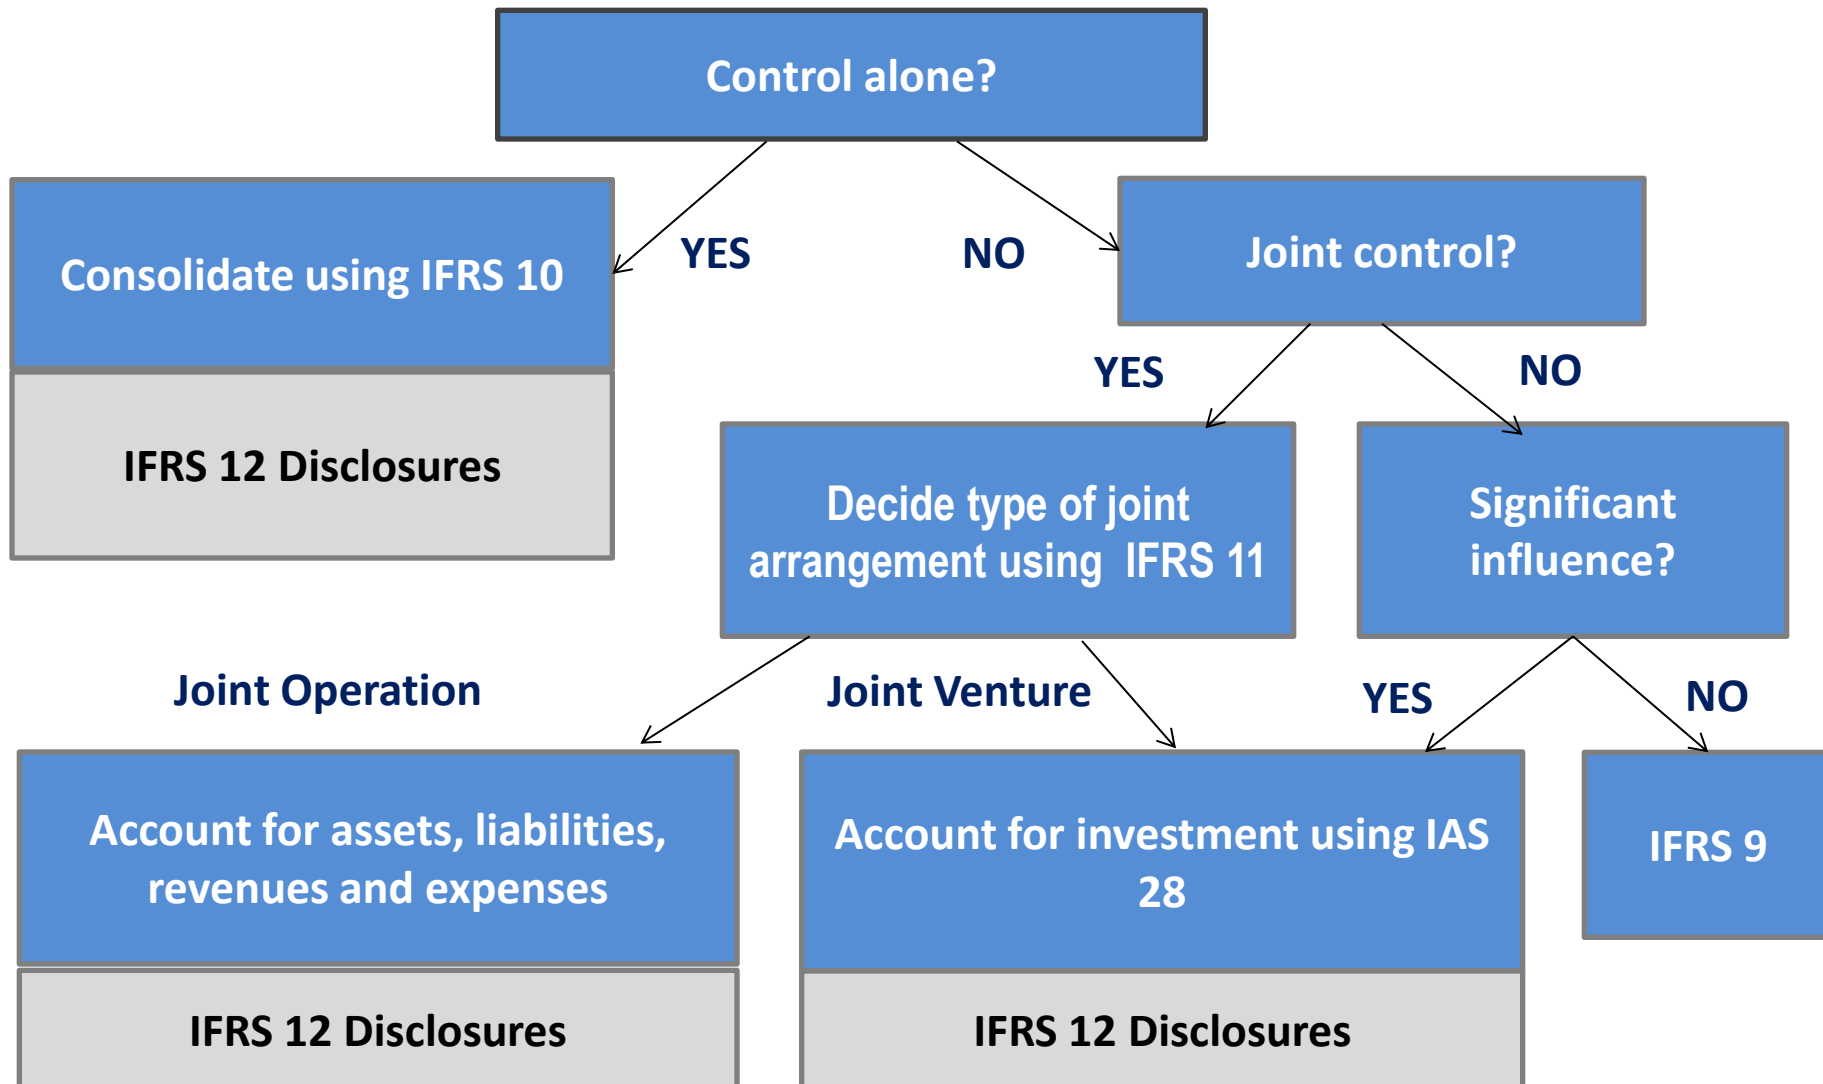 Control alone?
Consolidate using IFRS 10
YES
NO
Joint control?
IFRS 12 Disclosures
YES
NO
Decide type of joint
arrangement using  IFRS 11
Significant
influence?
Joint Operation
Joint Venture
YES
NO
Account for assets, liabilities,
revenues and expenses
Account for investment using IAS
28
IFRS 9
IFRS 12 Disclosures
IFRS 12 Disclosures